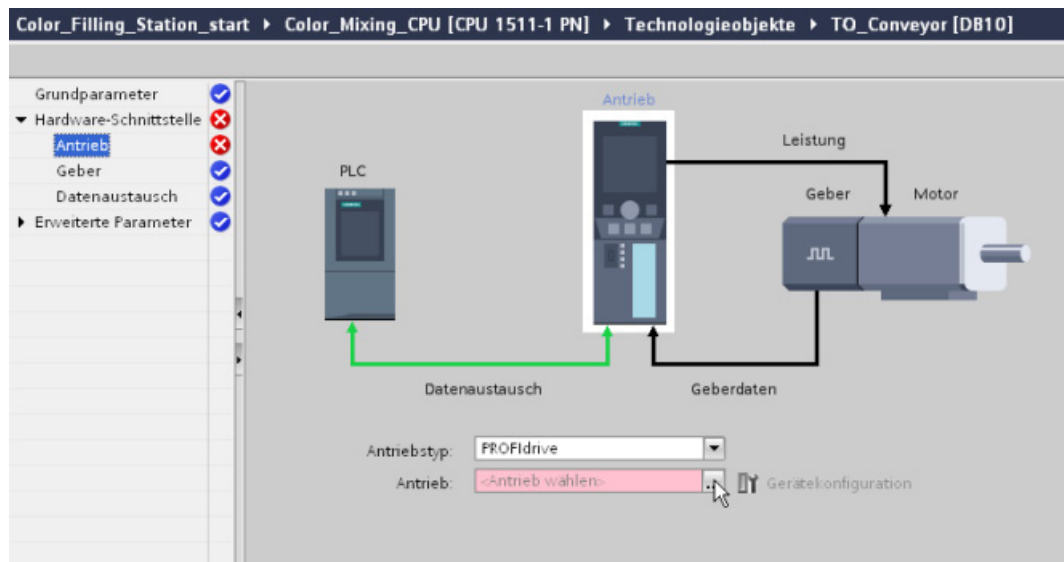 Color_Filling_Station_start ▸ Color_Mixing_CPU [CPU 1511-1 PN] ▸ Technologieobjekte ▸ TO_Conveyor [DB10]
Grundparameter
Hardware-Schnittstelle
Antrieb
Geber
Datenaustausch
Erweiterte Parameter
Antrieb
Leistung
PLC
Geber
Motor
Datenaustausch
Geberdaten
Antriebstyp: PROFIdrive
Antrieb: <Antrieb wählen> ... Gerätekonfiguration